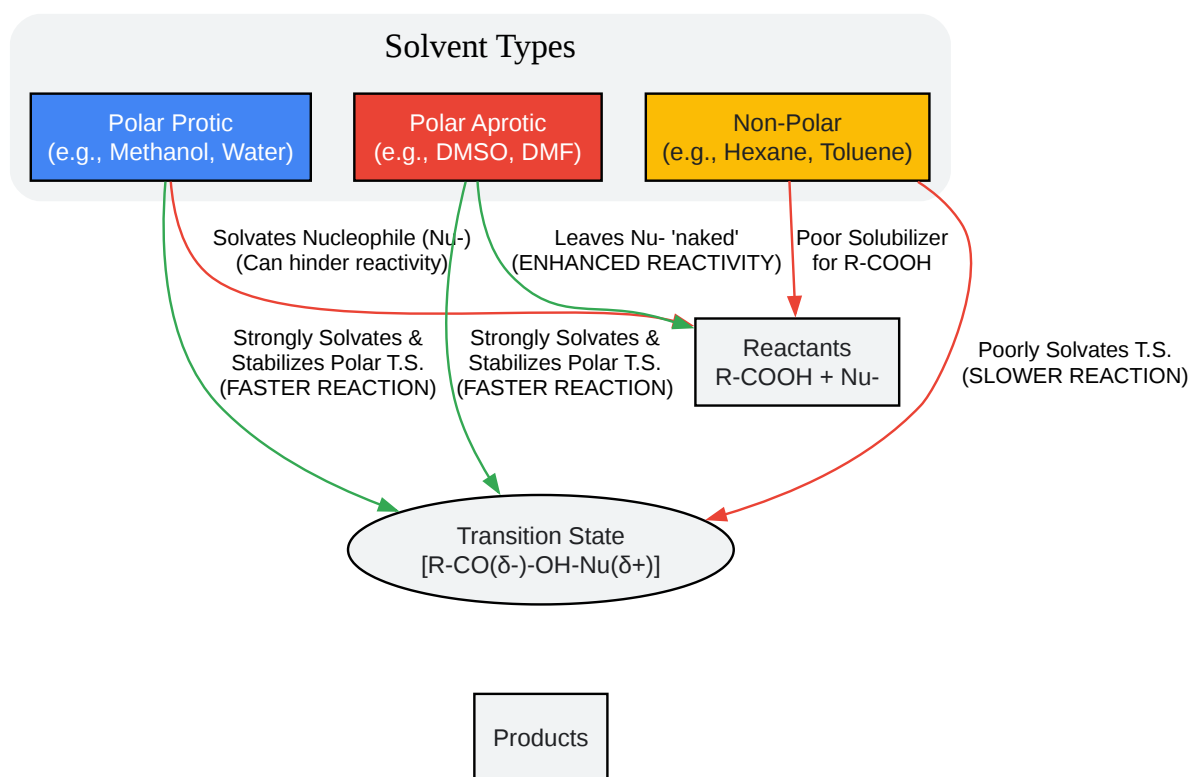 Solvent Types
Polar Protic
(e.g., Methanol, Water)
Polar Aprotic
(e.g., DMSO, DMF)
Non-Polar
(e.g., Hexane, Toluene)
Solvates Nucleophile (Nu-)
(Can hinder reactivity)
Leaves Nu- 'naked'
(ENHANCED REACTIVITY)
Poor Solubilizer
for R-COOH
Strongly Solvates &
Stabilizes Polar T.S.
(FASTER REACTION)
Strongly Solvates &
Stabilizes Polar T.S.
(FASTER REACTION)
Reactants
R-COOH + Nu-
Poorly Solvates T.S.
(SLOWER REACTION)
Transition State
[R-CO(δ-)-OH-Nu(δ+)]
Products